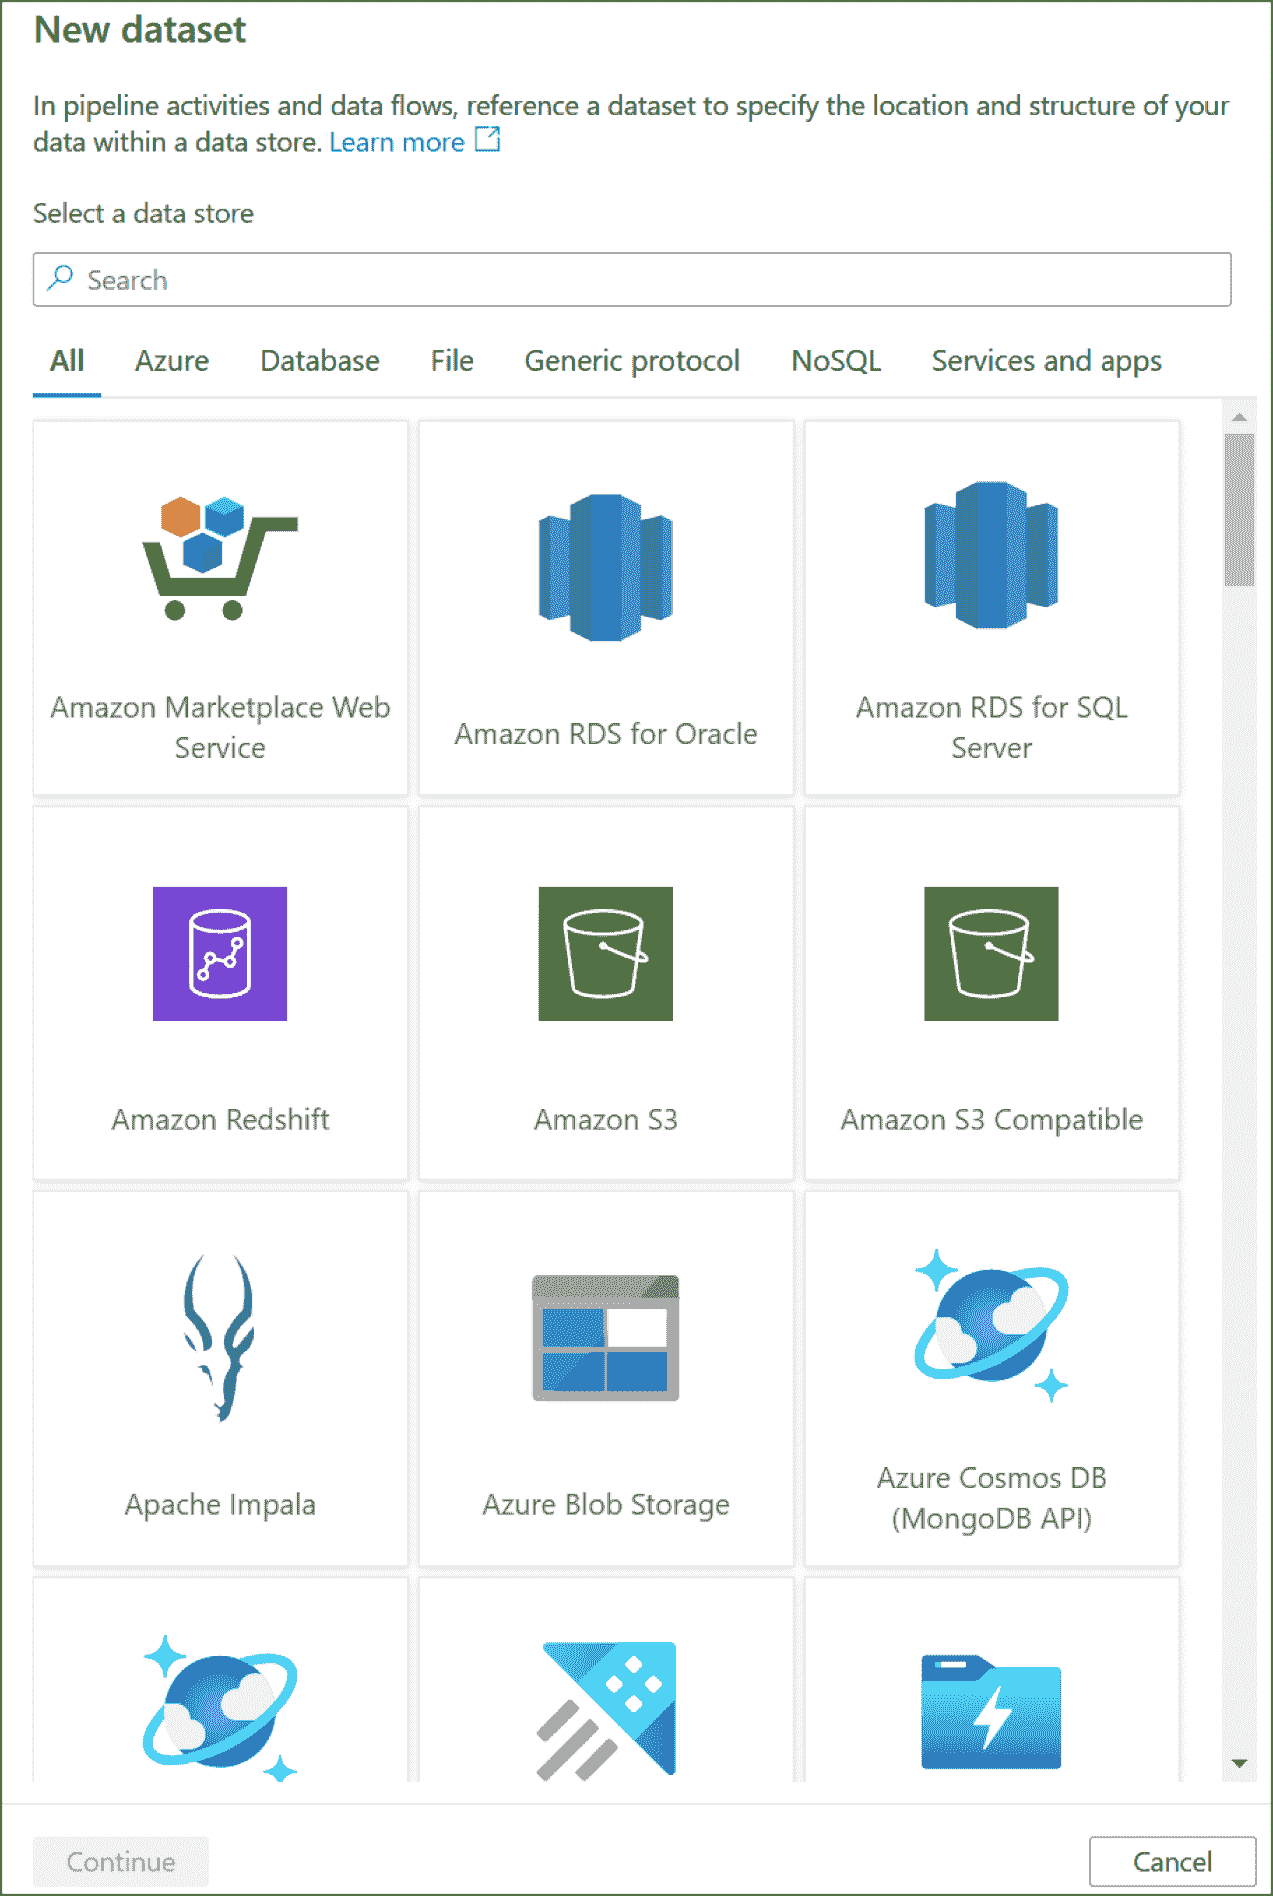 New dataset
In pipeline activities and data flows, reference a dataset to specify the location and structure of your
data within a data store. Learn more
Select a data store
Search
All Azure Database File Generic protocol NoSQL Services and apps
Amazon Marketplace Web
Service
Amazon RDS for Oracle
Amazon RDS for SQL
Server
Amazon Redshift
Amazon S3
Amazon S3 Compatible
Apache Impala
Azure Blob Storage
Azure Cosmos DB
(MongoDB API)
Continue
Cancel